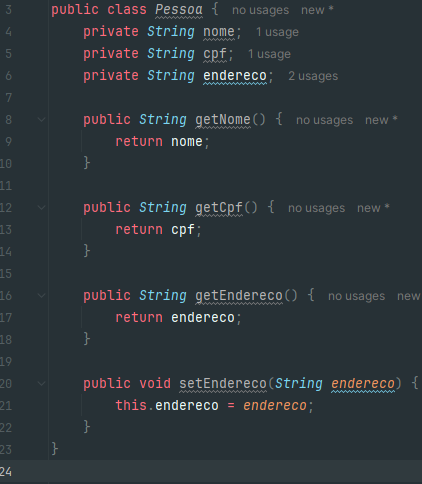 3 public class Pessoa { no usages new *
4 private String nome; 1 usage
5 private String cpf; 1 usage
6 private String endereco; 2 usages
7
8 public String getNome() { no usages new *
9 return nome;
10 }
11
12 public String getCpf() { no usages new *
13 return cpf;
14 }
15
16 public String getEndereco() { no usages new
17 return endereco;
18 }
19
20 public void setEndereco(String endereco) {
21 this.endereco = endereco;
22 }
23 }
24